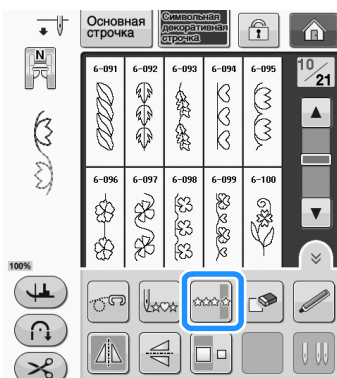 Основная
строчка
Символьная
декоративная
строчка
N
6-091 6-092 6-093 6-094 6-095
10/21
6-096 6-097 6-098 6-099 6-100
100%